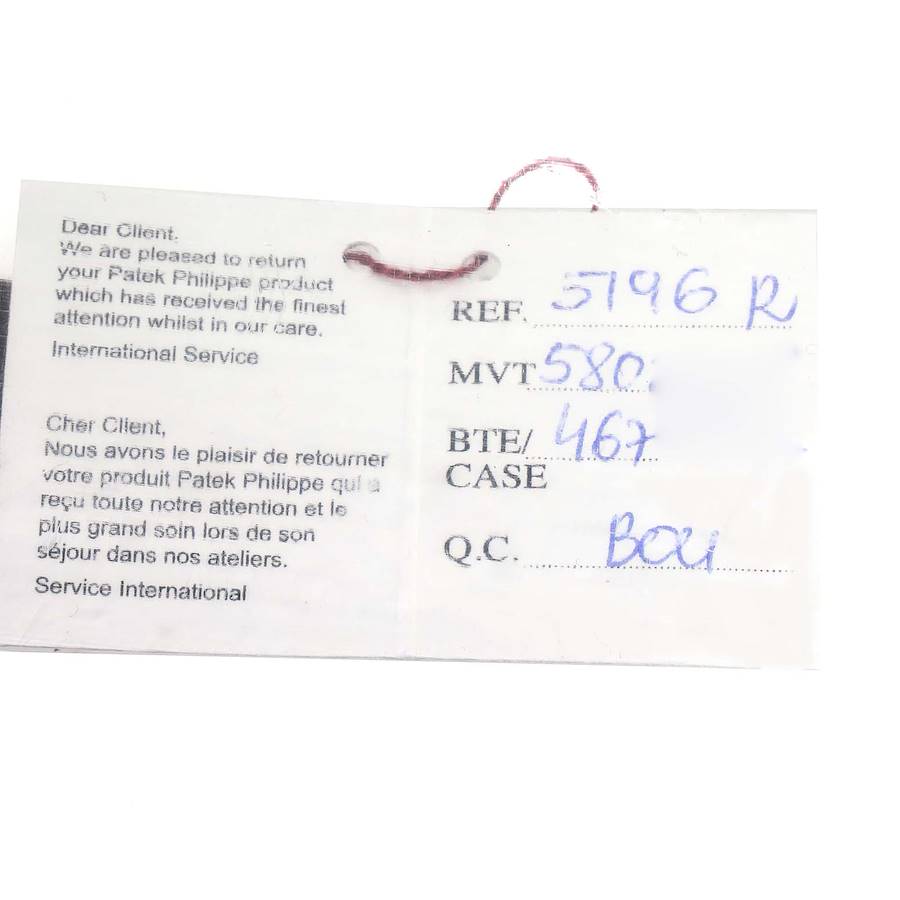 Dear Client,
We are pleased to return
your Patek Philippe product
which has received the finest
attention whilst in our care.
International Service
Cher Client,
Nous avons le plaisir de retourner
votre produit Patek Philippe qui a
reçu toute notre attention et le
plus grand soin lors de son
séjour dans nos ateliers.
Service International
REF. 5196 R
MVT 580
BTE/ 467
CASE
Q.C. BOU